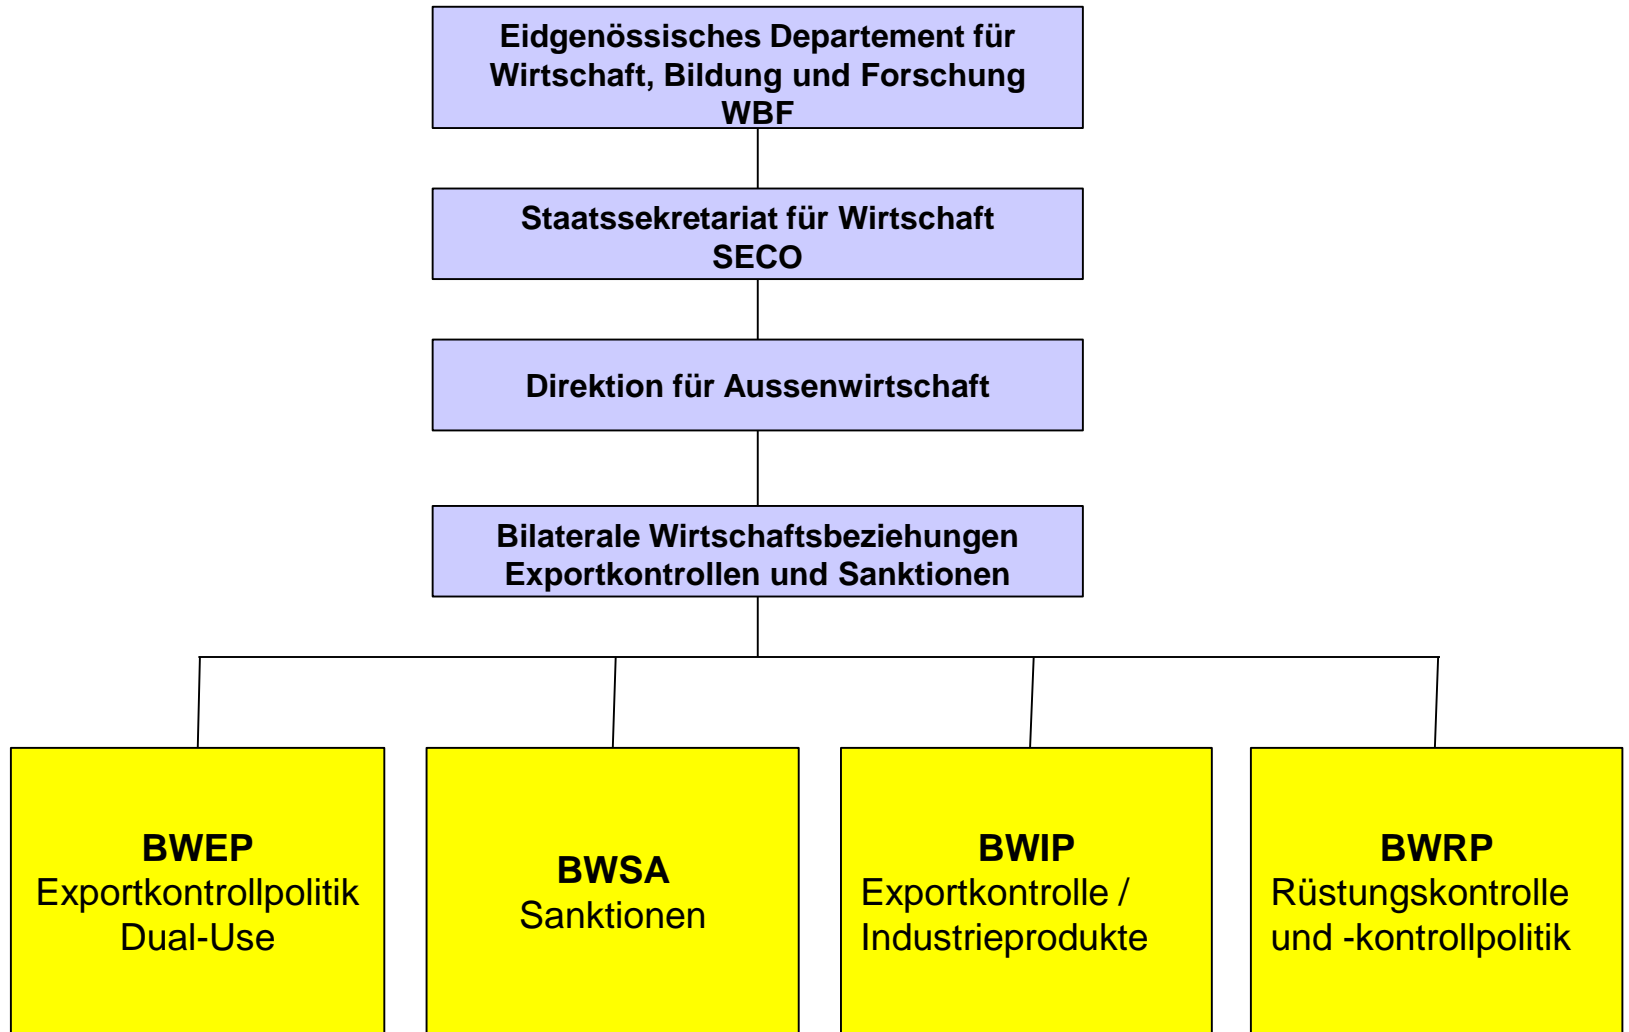 Eidgenössisches Departement für
Wirtschaft, Bildung und Forschung
WBF
Staatssekretariat für Wirtschaft
SECO
Direktion für Aussenwirtschaft
Bilaterale Wirtschaftsbeziehungen
Exportkontrollen und Sanktionen
BWEP
Exportkontrollpolitik
Dual-Use
BWSA
Sanktionen
BWIP
Exportkontrolle /
Industrieprodukte
BWRP
Rüstungskontrolle
und -kontrollpolitik